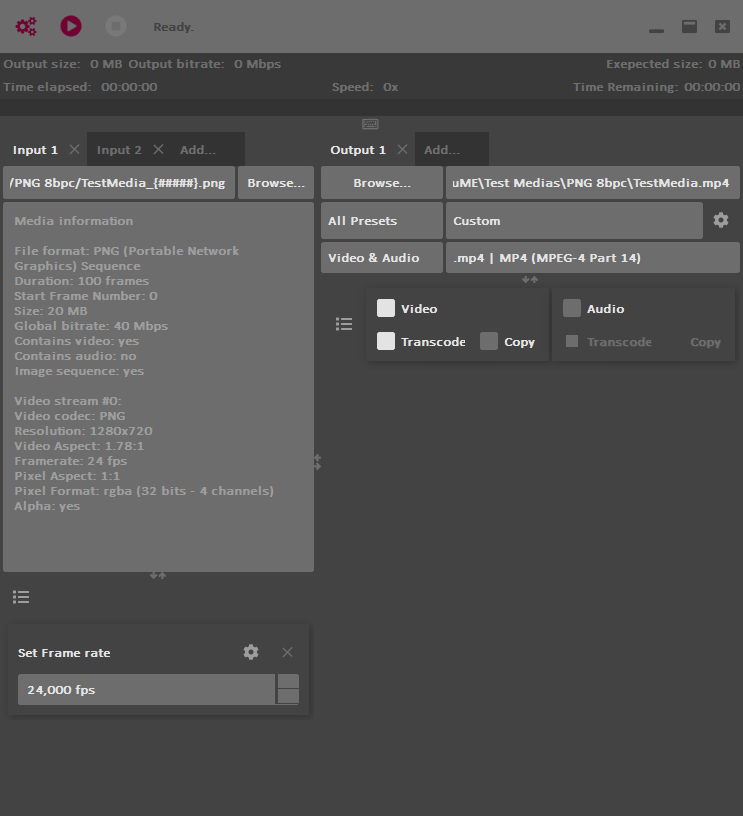 Ready.
Output size: 0 MB Output bitrate: 0 Mbps Exepected size: 0 MB
Time elapsed: 00:00:00 Speed: 0x Time Remaining: 00:00:00
Input 1 Input 2 Add...
/PNG 8bpc/TestMedia_{#####}.png Browse...
Media information
File format: PNG (Portable Network
Graphics) Sequence
Duration: 100 frames
Start Frame Number: 0
Size: 20 MB
Global bitrate: 40 Mbps
Contains video: yes
Contains audio: no
Image sequence: yes
Video stream #0:
Video codec: PNG
Resolution: 1280x720
Video Aspect: 1.78:1
Framerate: 24 fps
Pixel Aspect: 1:1
Pixel Format: rgba (32 bits - 4 channels)
Alpha: yes
Set Frame rate
24,000 fps
Output 1 Add...
Browse... uME\Test Medias\PNG 8bpc\TestMedia.mp4
All Presets Custom
Video & Audio .mp4 | MP4 (MPEG-4 Part 14)
Video Audio
Transcode Copy Transcode Copy